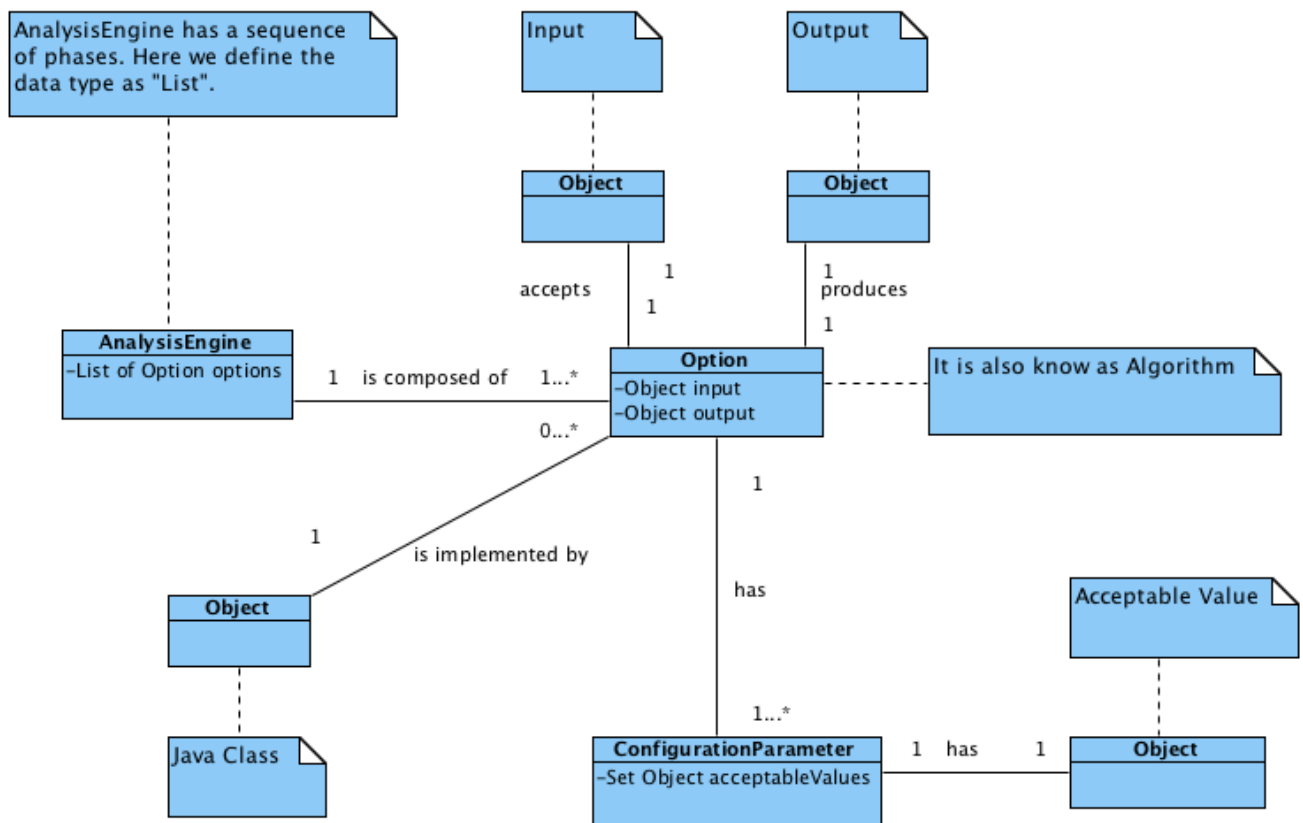 AnalysisEngine has a sequence
of phases. Here we define the
data type as "List".
Input
Output
Object
Object
1
1
accepts
produces
1
1
AnalysisEngine
-List of Option options
1 is composed of 1...*
Option
-Object input
-Object output
It is also know as Algorithm
0...*
1
1
is implemented by
has
Object
Acceptable Value
Java Class
1...*
ConfigurationParameter
-Set Object acceptableValues
1 has 1
Object